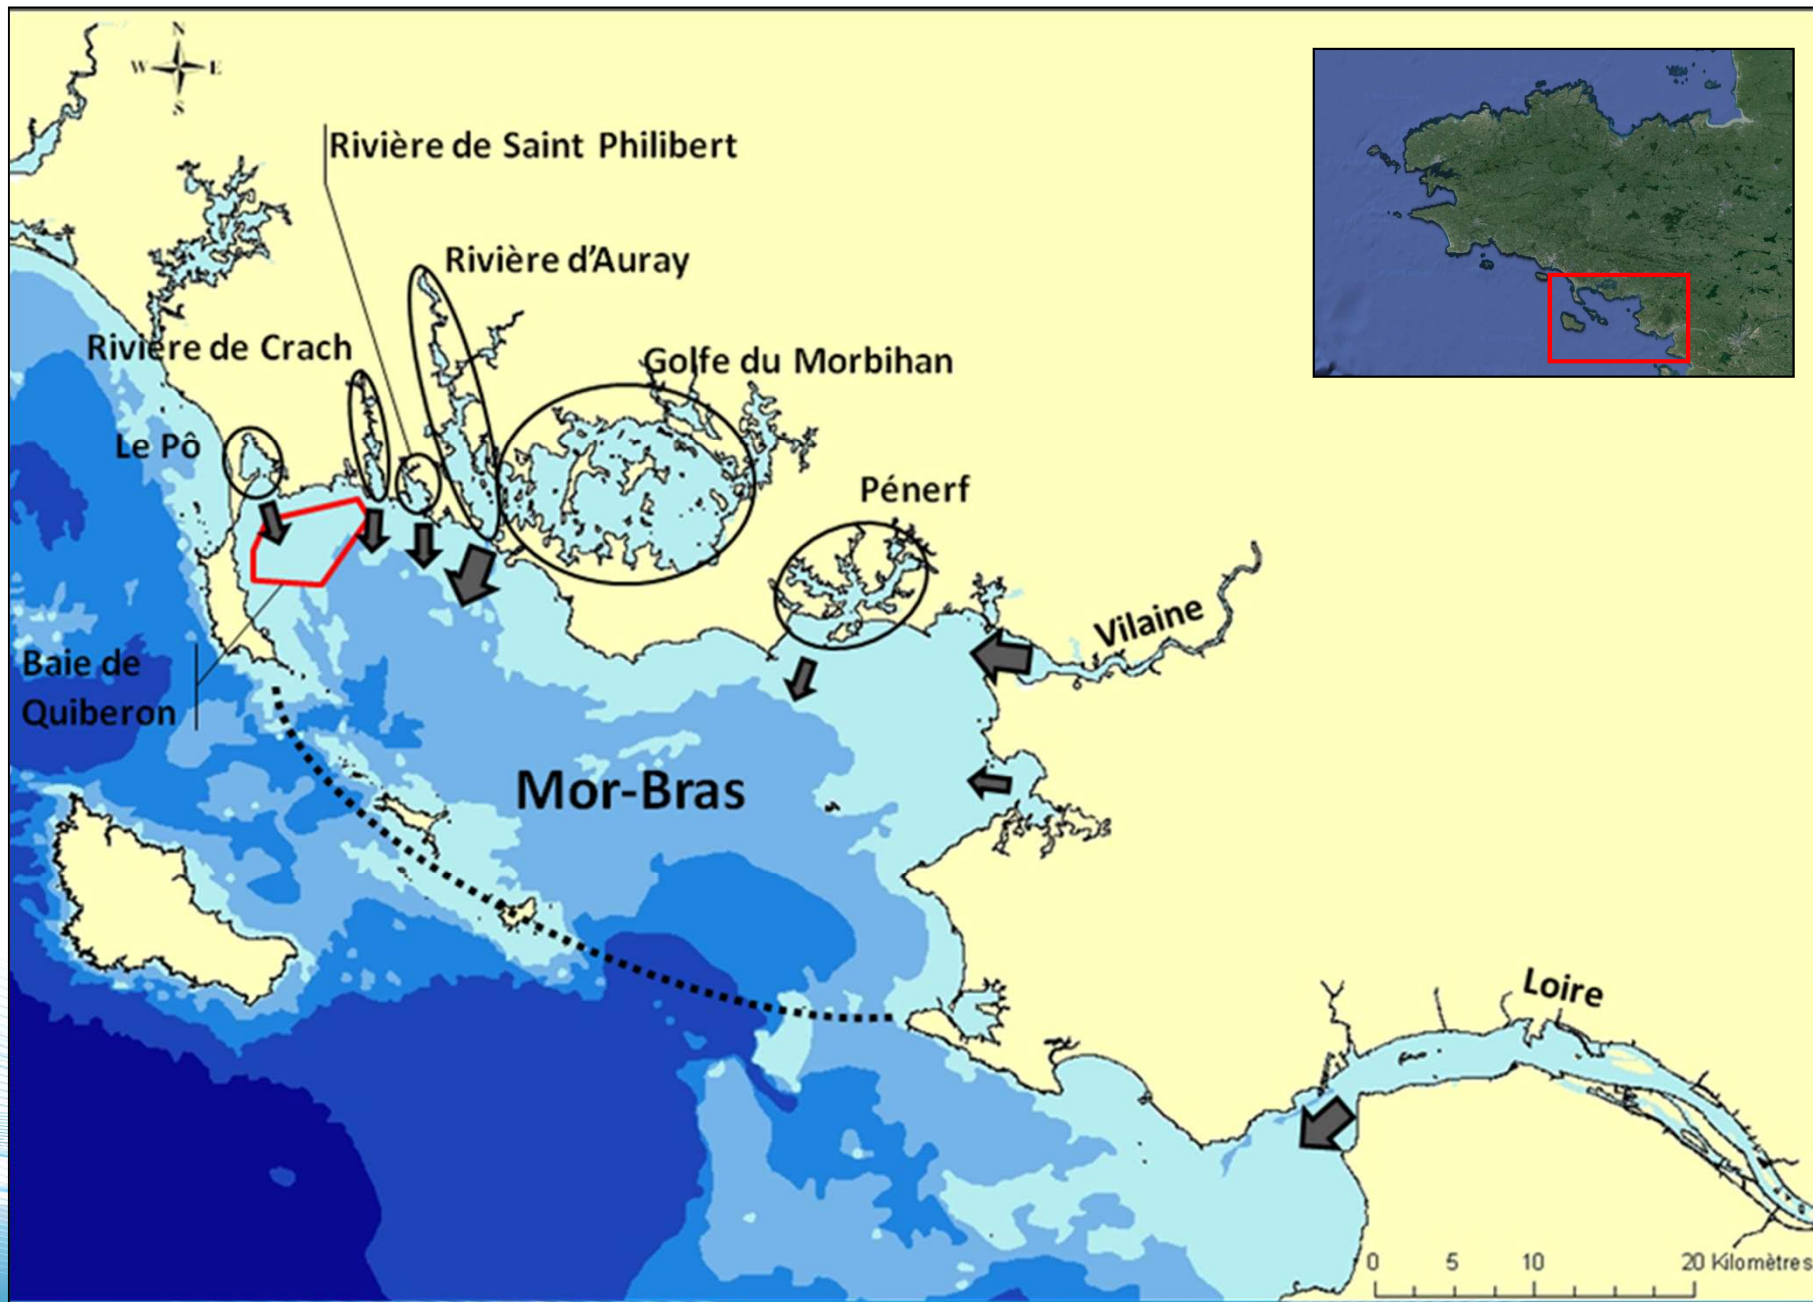 N
W E
S
Rivière de Saint Philibert
Rivière d'Auray
Rivière de Crach
Golfe du Morbihan
Le Pô
Pénerf
Vilaine
Baie de
Quiberon
Mor-Bras
Loire
0 5 10 20 Kilomètres